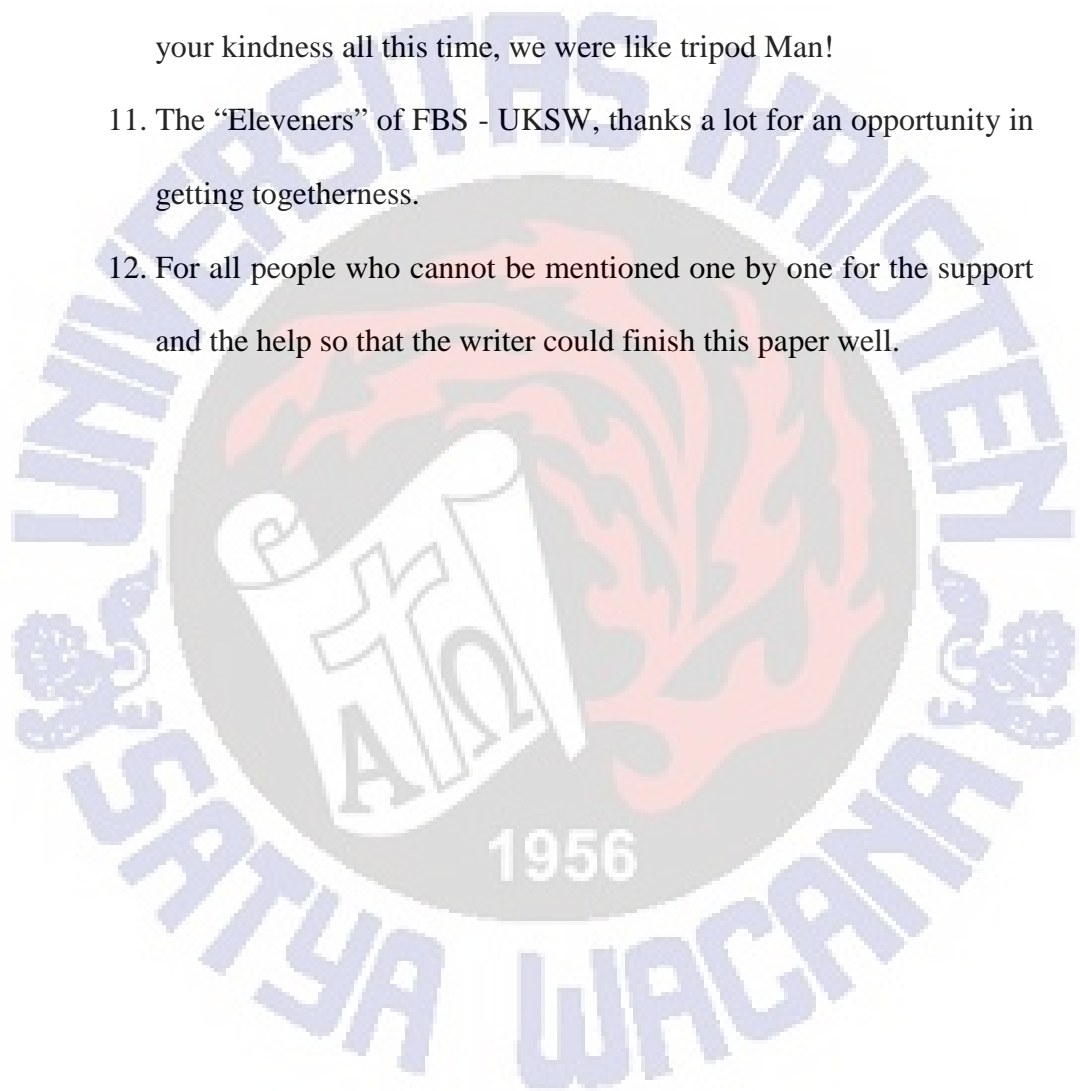 your kindness all this time, we were like tripod Man!
11. The “Eleveners” of FBS - UKSW, thanks a lot for an opportunity in
getting togetherness.
12. For all people who cannot be mentioned one by one for the support
and the help so that the writer could finish this paper well.
UNIVERSITAS KRISTEN
Α Ω
1956
SATYA WACANA